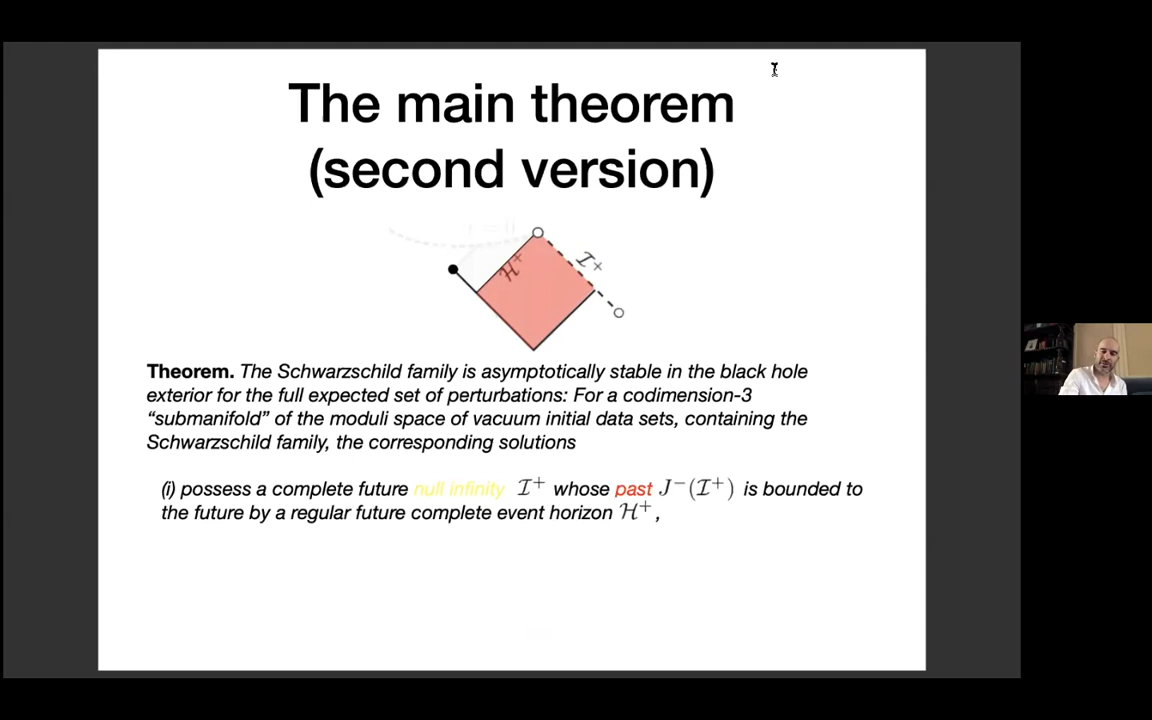 The main theorem
(second version)
H⁺
I⁺
Theorem. The Schwarzschild family is asymptotically stable in the black hole
exterior for the full expected set of perturbations: For a codimension-3
“submanifold” of the moduli space of vacuum initial data sets, containing the
Schwarzschild family, the corresponding solutions
(i) possess a complete future null infinity ℐ⁺ whose past J⁻(ℐ⁺) is bounded to
the future by a regular future complete event horizon ℋ⁺,